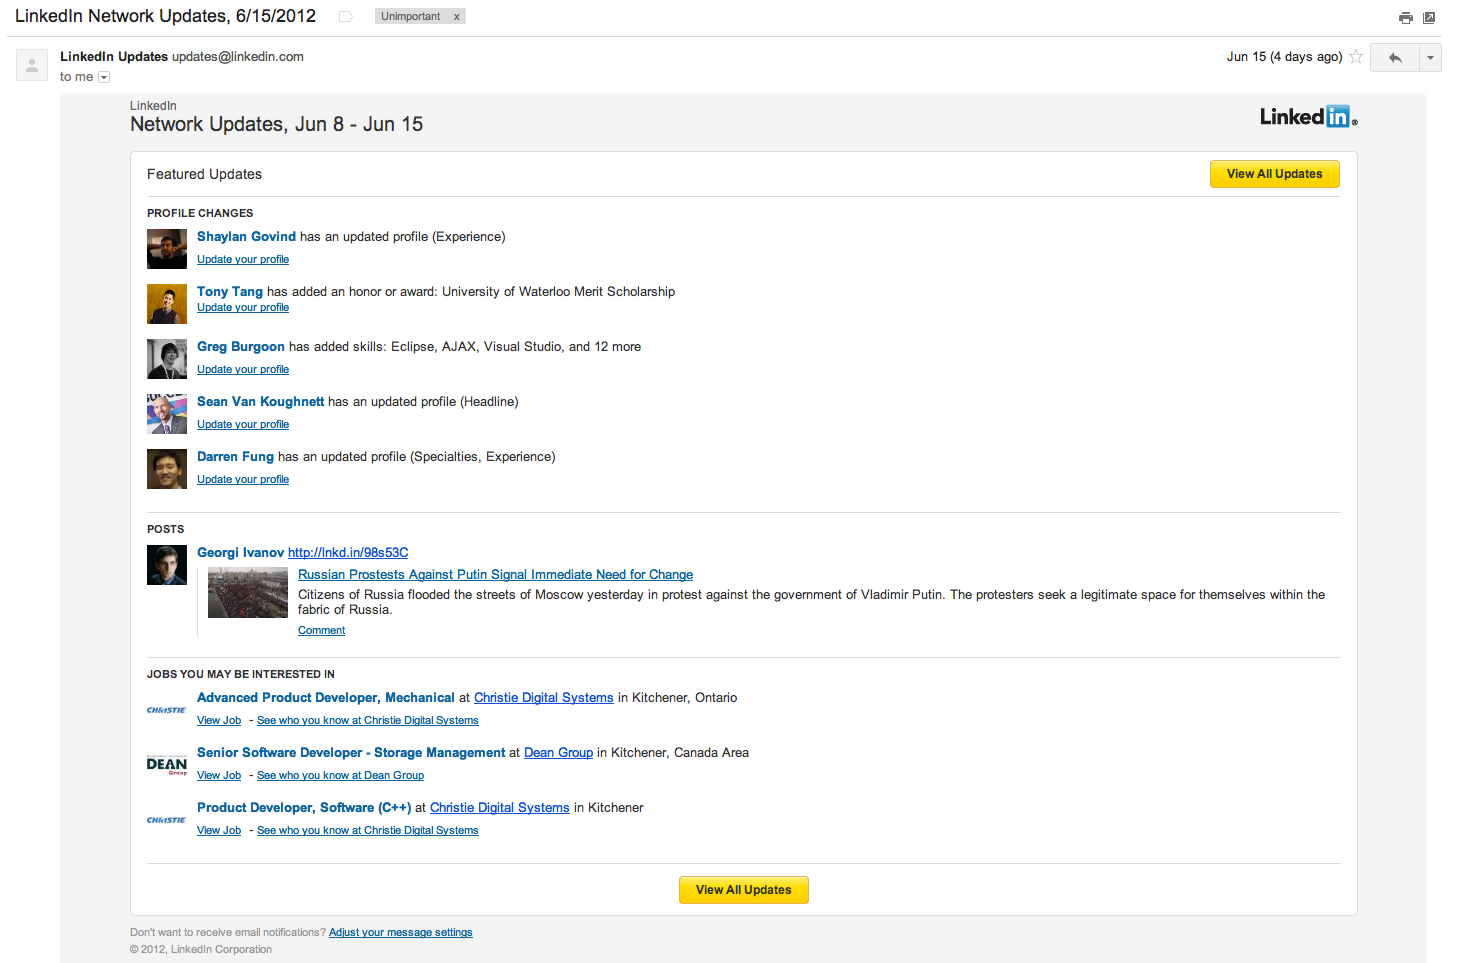 LinkedIn Network Updates, 6/15/2012
Unimportant x
LinkedIn Updates updates@linkedin.com
Jun 15 (4 days ago)
to me
LinkedIn
Network Updates, Jun 8 - Jun 15
Linked in
Featured Updates
View All Updates
PROFILE CHANGES
Shaylan Govind has an updated profile (Experience)
Update your profile
Tony Tang has added an honor or award: University of Waterloo Merit Scholarship
Update your profile
Greg Burgoon has added skills: Eclipse, AJAX, Visual Studio, and 12 more
Update your profile
Sean Van Koughnett has an updated profile (Headline)
Update your profile
Darren Fung has an updated profile (Specialties, Experience)
Update your profile
POSTS
Georgi Ivanov http://lnkd.in/98s53C
Russian Prostests Against Putin Signal Immediate Need for Change
Citizens of Russia flooded the streets of Moscow yesterday in protest against the government of Vladimir Putin. The protesters seek a legitimate space for themselves within the
fabric of Russia.
Comment
JOBS YOU MAY BE INTERESTED IN
Advanced Product Developer, Mechanical at Christie Digital Systems in Kitchener, Ontario
CHRISTIE
View Job - See who you know at Christie Digital Systems
Senior Software Developer - Storage Management at Dean Group in Kitchener, Canada Area
DEAN
Group
View Job - See who you know at Dean Group
Product Developer, Software (C++) at Christie Digital Systems in Kitchener
CHRISTIE
View Job - See who you know at Christie Digital Systems
View All Updates
Don't want to receive email notifications? Adjust your message settings
© 2012, LinkedIn Corporation